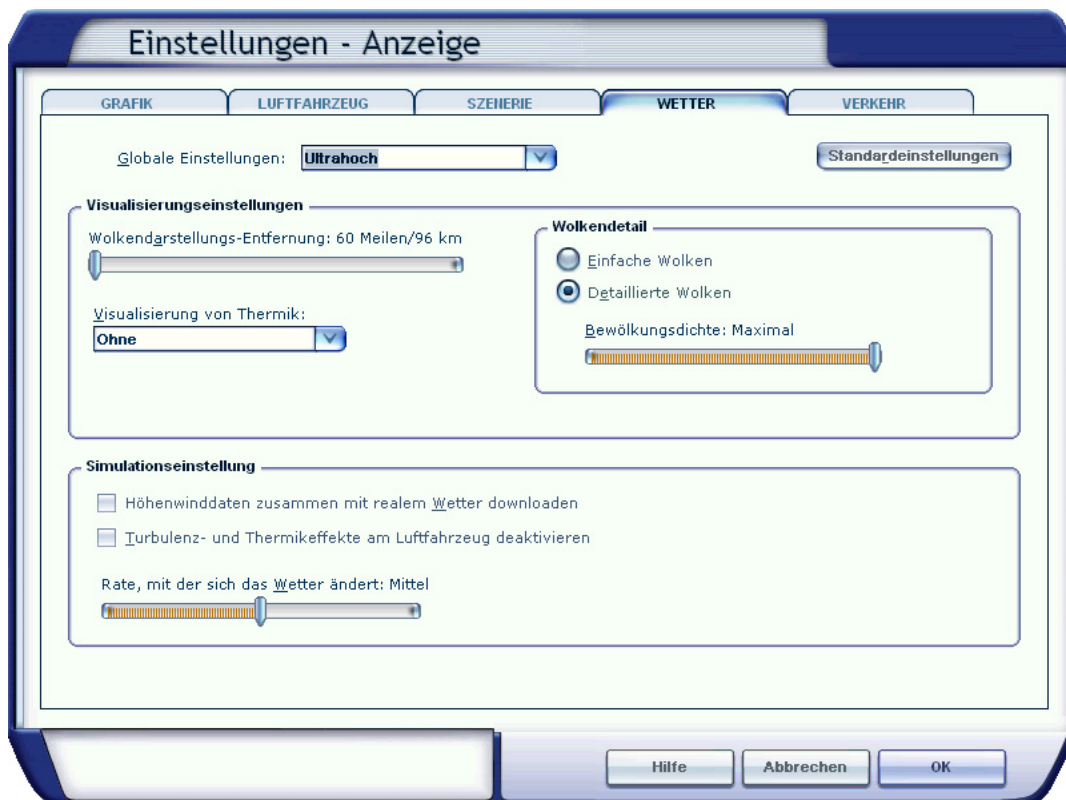 Einstellungen - Anzeige
GRAFIK LUFTFAHRZEUG SZENERIE WETTER VERKEHR
Globale Einstellungen: Ultrahoch Standardeinstellungen
Visualisierungseinstellungen
Wolkendarstellungs-Entfernung: 60 Meilen/96 km
Visualisierung von Thermik:
Ohne
Wolkendetail
Einfache Wolken
Detaillierte Wolken
Bewölkungsdichte: Maximal
Simulationseinstellung
Höhenwinddaten zusammen mit realem Wetter downloaden
Turbulenz- und Thermikeffekte am Luftfahrzeug deaktivieren
Rate, mit der sich das Wetter ändert: Mittel
Hilfe Abbrechen OK